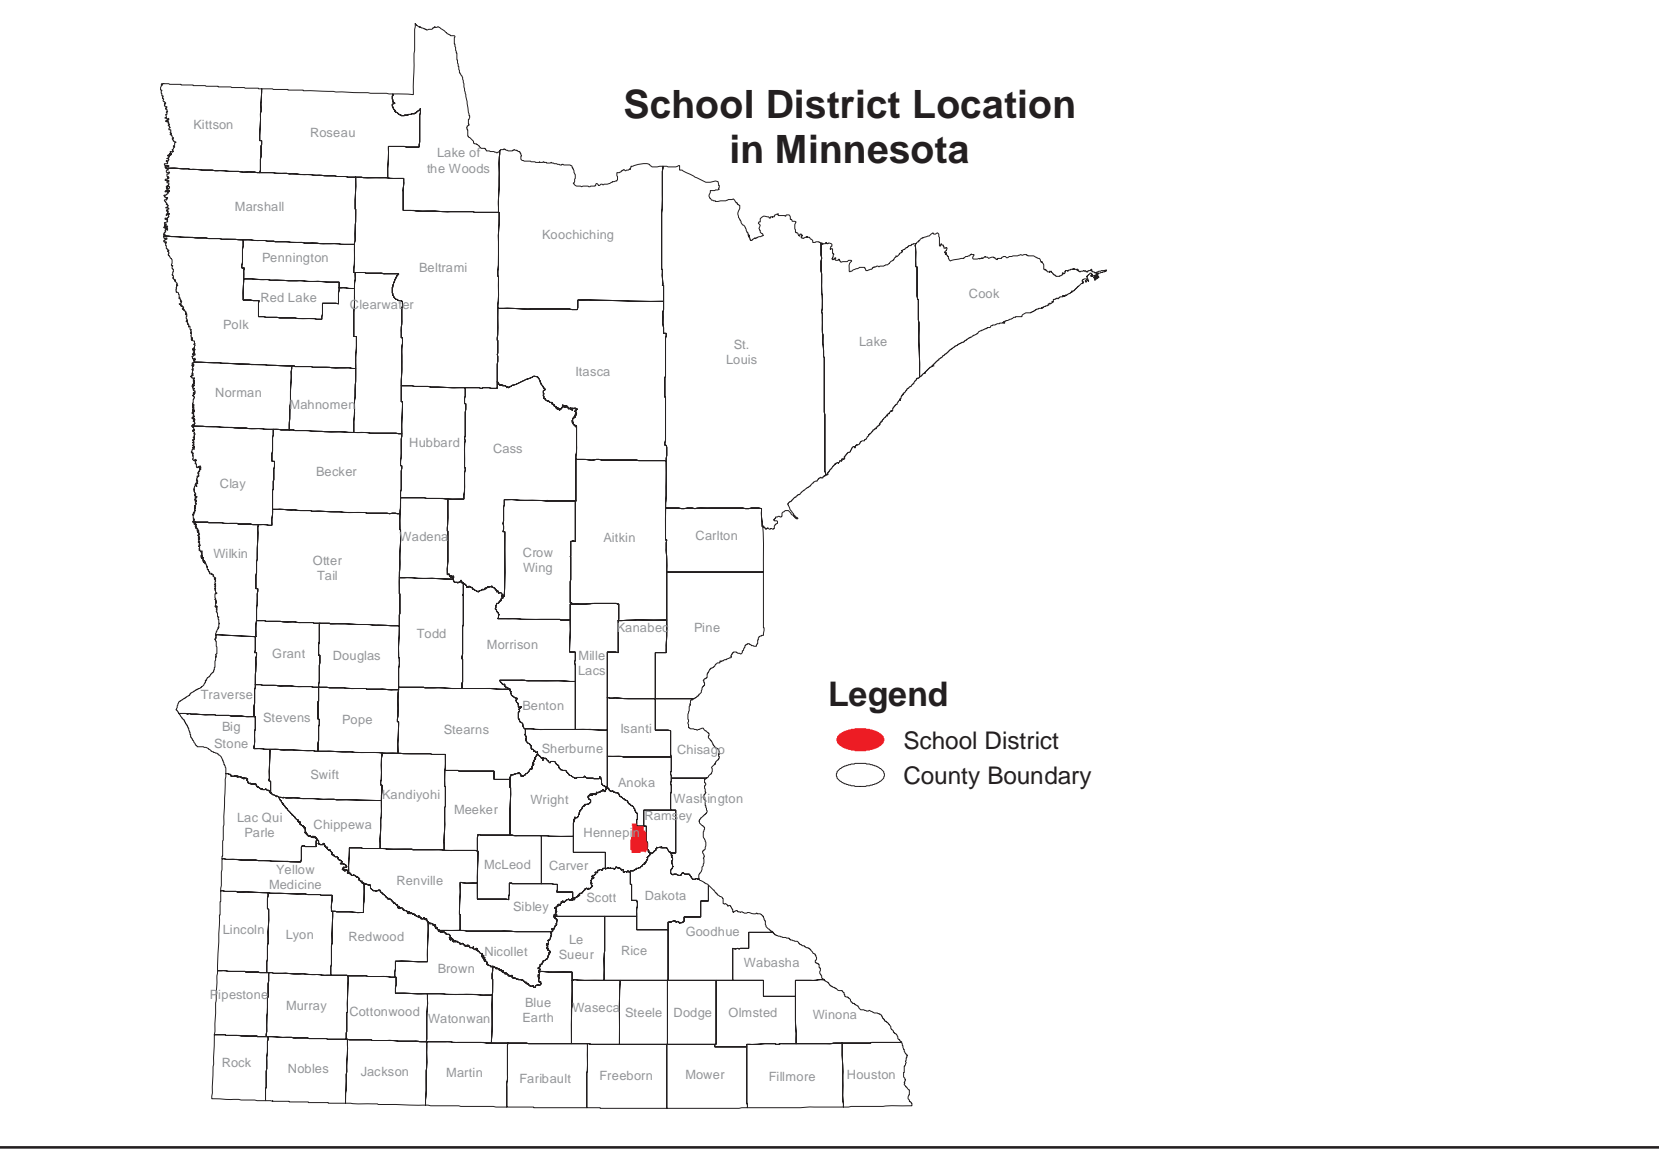 School District Location
in Minnesota
Kittson
Roseau
Lake of
the Woods
Marshall
Koochiching
Pennington
Beltrami
Red Lake
Clearwater
Cook
Polk
St.
Louis
Lake
Itasca
Norman
Mahnomen
Hubbard
Cass
Becker
Clay
Wadena
Aitkin
Carlton
Wilkin
Crow
Wing
Otter
Tail
Todd
Kanabec
Pine
Morrison
Grant
Douglas
Mille
Lacs
Traverse
Benton
Stevens
Pope
Big
Stone
Stearns
Isanti
Sherburne
Chisago
Swift
Anoka
Kandiyohi
Wright
Washington
Meeker
Ramsey
Lac Qui
Parle
Chippewa
Hennepin
McLeod
Carver
Yellow
Medicine
Renville
Scott
Dakota
Sibley
Lincoln
Lyon
Redwood
Goodhue
Le
Sueur
Rice
Nicollet
Brown
Wabasha
Pipestone
Murray
Cottonwood
Watonwan
Blue
Earth
Waseca
Steele
Dodge
Olmsted
Winona
Rock
Nobles
Jackson
Martin
Faribault
Freeborn
Mower
Fillmore
Houston
Legend
School District
County Boundary